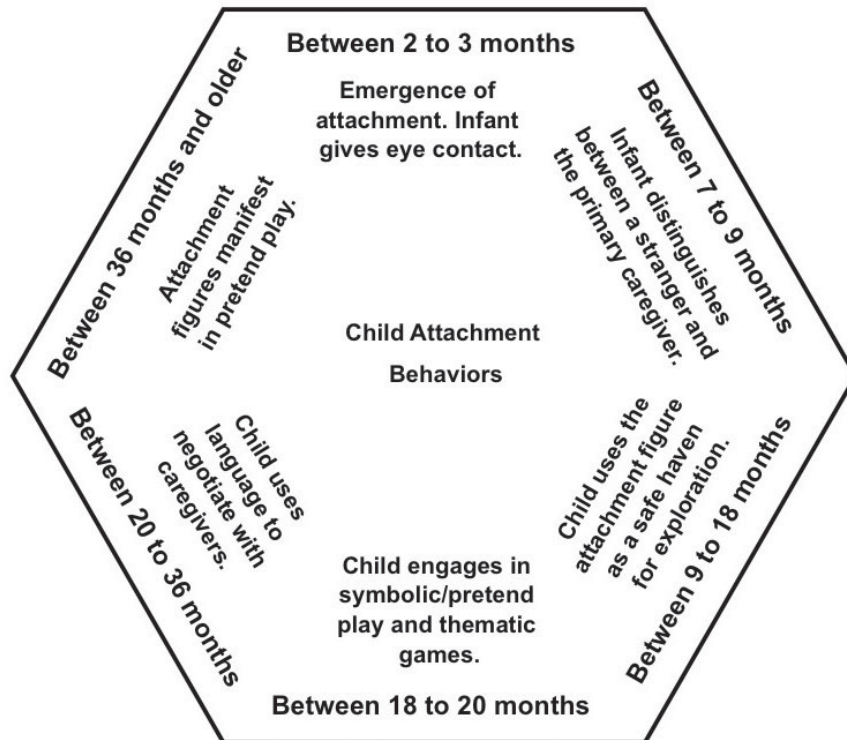 Between 2 to 3 months
Emergence of
attachment. Infant
gives eye contact.
Between 7 to 9 months
Infant distinguishes
between a stranger and
the primary caregiver.
Between 9 to 18 months
Child uses the
attachment figure
as a safe haven
for exploration.
Between 18 to 20 months
Child engages in
symbolic/pretend
play and thematic
games.
Between 20 to 36 months
Child uses
language to
negotiate with
caregivers.
Between 36 months and older
Attachment
figures manifest
in pretend play.
Child Attachment
Behaviors